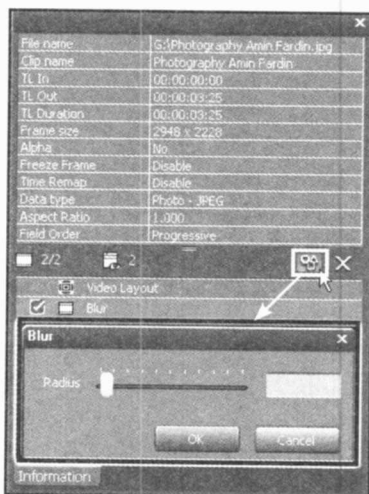 File name G:\Photography Amin Fardin.jpg
Clip name Photography Amin Fardin
TL In 00:00:00:00
TL Out 00:00:03:25
TL Duration 00:00:03:25
Frame size 2948 x 2228
Alpha No
Freeze Frame Disable
Time Remap Disable
Data type Photo - JPEG
Aspect Ratio 1.000
Field Order Progressive
2/2 2
Video Layout
Blur
Blur
Radius
Ok Cancel
Information